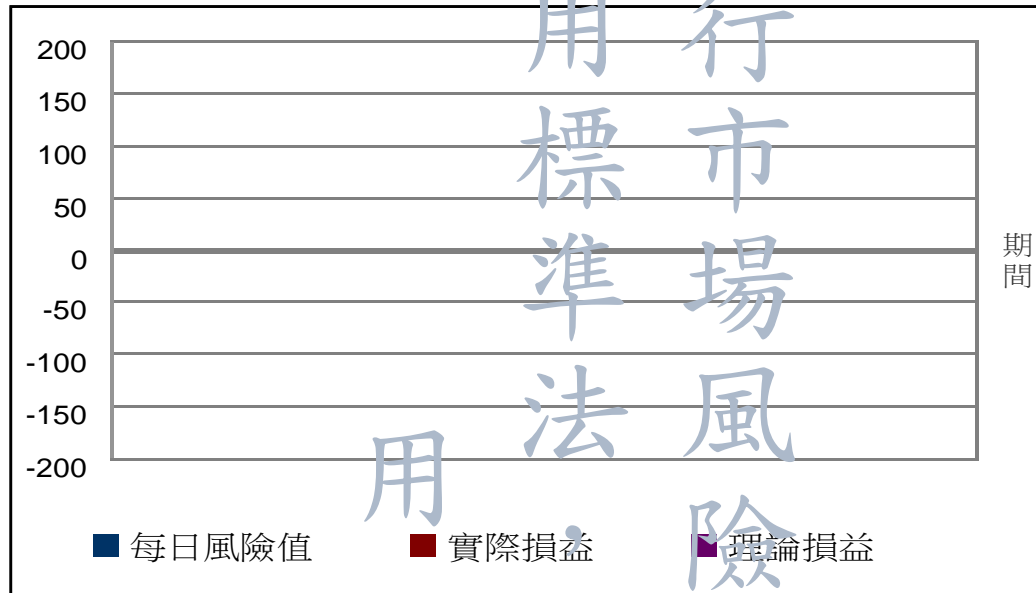 200
150
100
50
0
-50
-100
-150
-200
期間
每日風險值
實際損益
理論損益
行市場風險
用標準法，
用